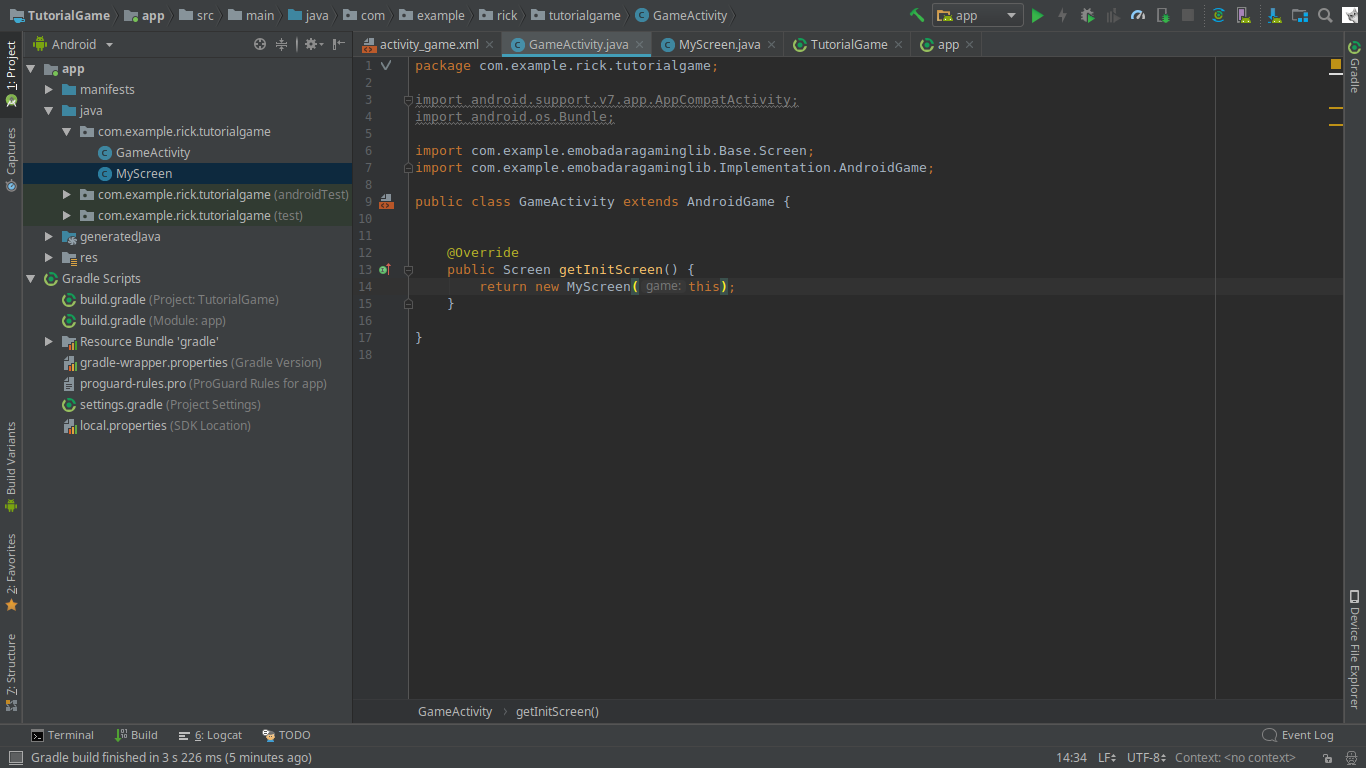 TutorialGame app src main java com example rick tutorialgame GameActivity app
Android
activity_game.xml GameActivity.java MyScreen.java TutorialGame app
1: Project
Captures
Build Variants
2: Favorites
7: Structure
app
manifests
java
com.example.rick.tutorialgame
GameActivity
MyScreen
com.example.rick.tutorialgame (androidTest)
com.example.rick.tutorialgame (test)
generatedJava
res
Gradle Scripts
build.gradle (Project: TutorialGame)
build.gradle (Module: app)
Resource Bundle 'gradle'
gradle-wrapper.properties (Gradle Version)
proguard-rules.pro (ProGuard Rules for app)
settings.gradle (Project Settings)
local.properties (SDK Location)
1 package com.example.rick.tutorialgame;
2
3 import android.support.v7.app.AppCompatActivity;
4 import android.os.Bundle;
5
6 import com.example.emobadaragaminglib.Base.Screen;
7 import com.example.emobadaragaminglib.Implementation.AndroidGame;
8
9 public class GameActivity extends AndroidGame {
10
11
12 @Override
13 public Screen getInitScreen() {
14 return new MyScreen( game: this);
15 }
16
17 }
18
Gradle
Device File Explorer
GameActivity getInitScreen()
Terminal Build 6: Logcat TODO Event Log
Gradle build finished in 3 s 226 ms (5 minutes ago) 14:34 LF UTF-8 Context: <no context>